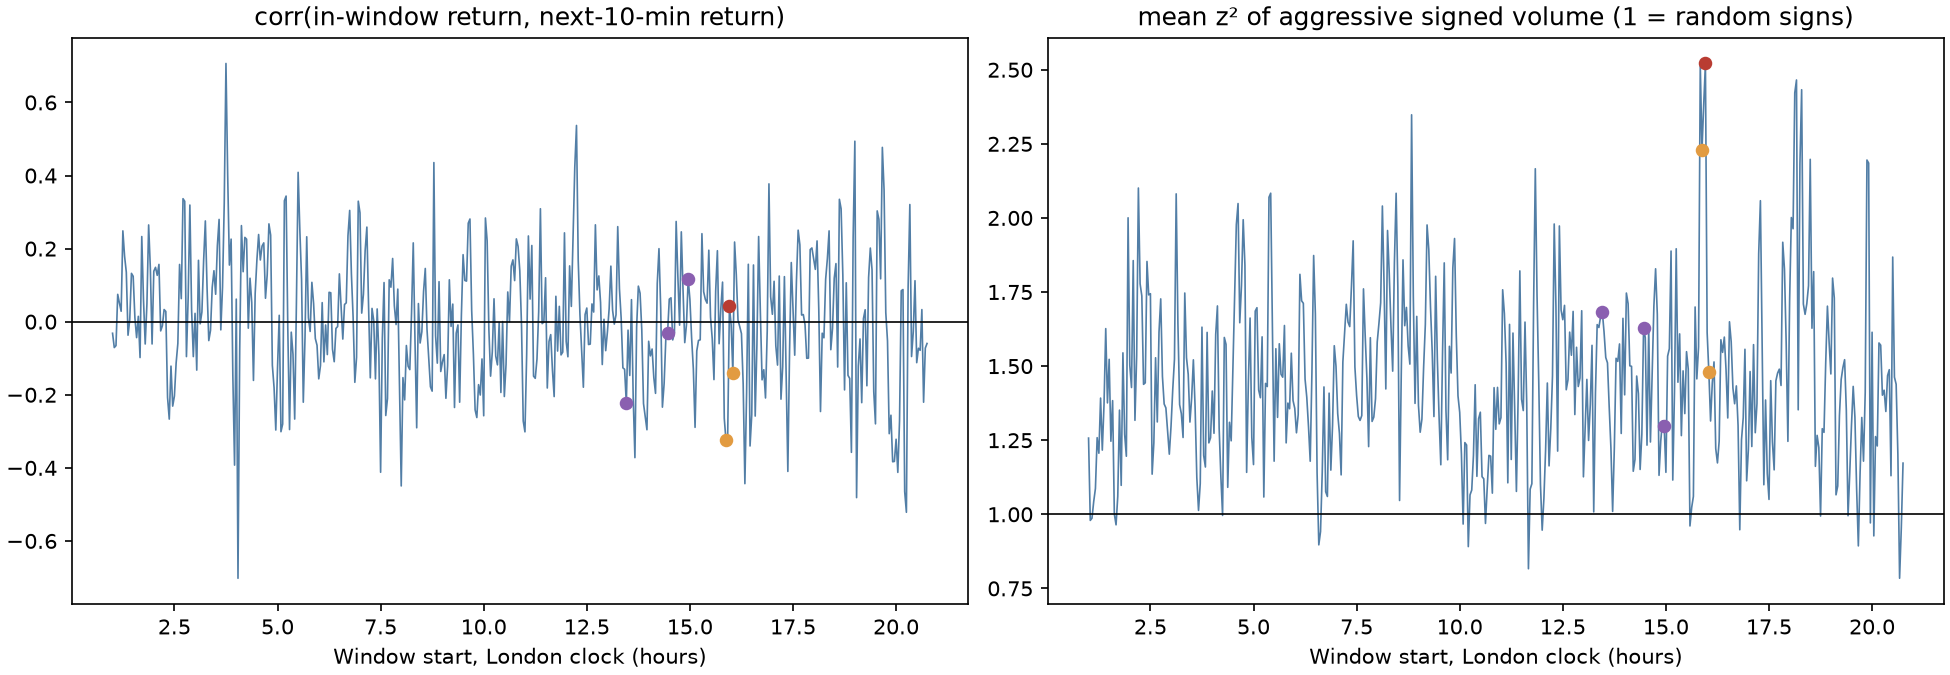 corr(in-window return, next-10-min return)
0.6
0.4
0.2
0.0
−0.2
−0.4
−0.6
2.5 5.0 7.5 10.0 12.5 15.0 17.5 20.0
Window start, London clock (hours)
mean z² of aggressive signed volume (1 = random signs)
2.50
2.25
2.00
1.75
1.50
1.25
1.00
0.75
2.5 5.0 7.5 10.0 12.5 15.0 17.5 20.0
Window start, London clock (hours)